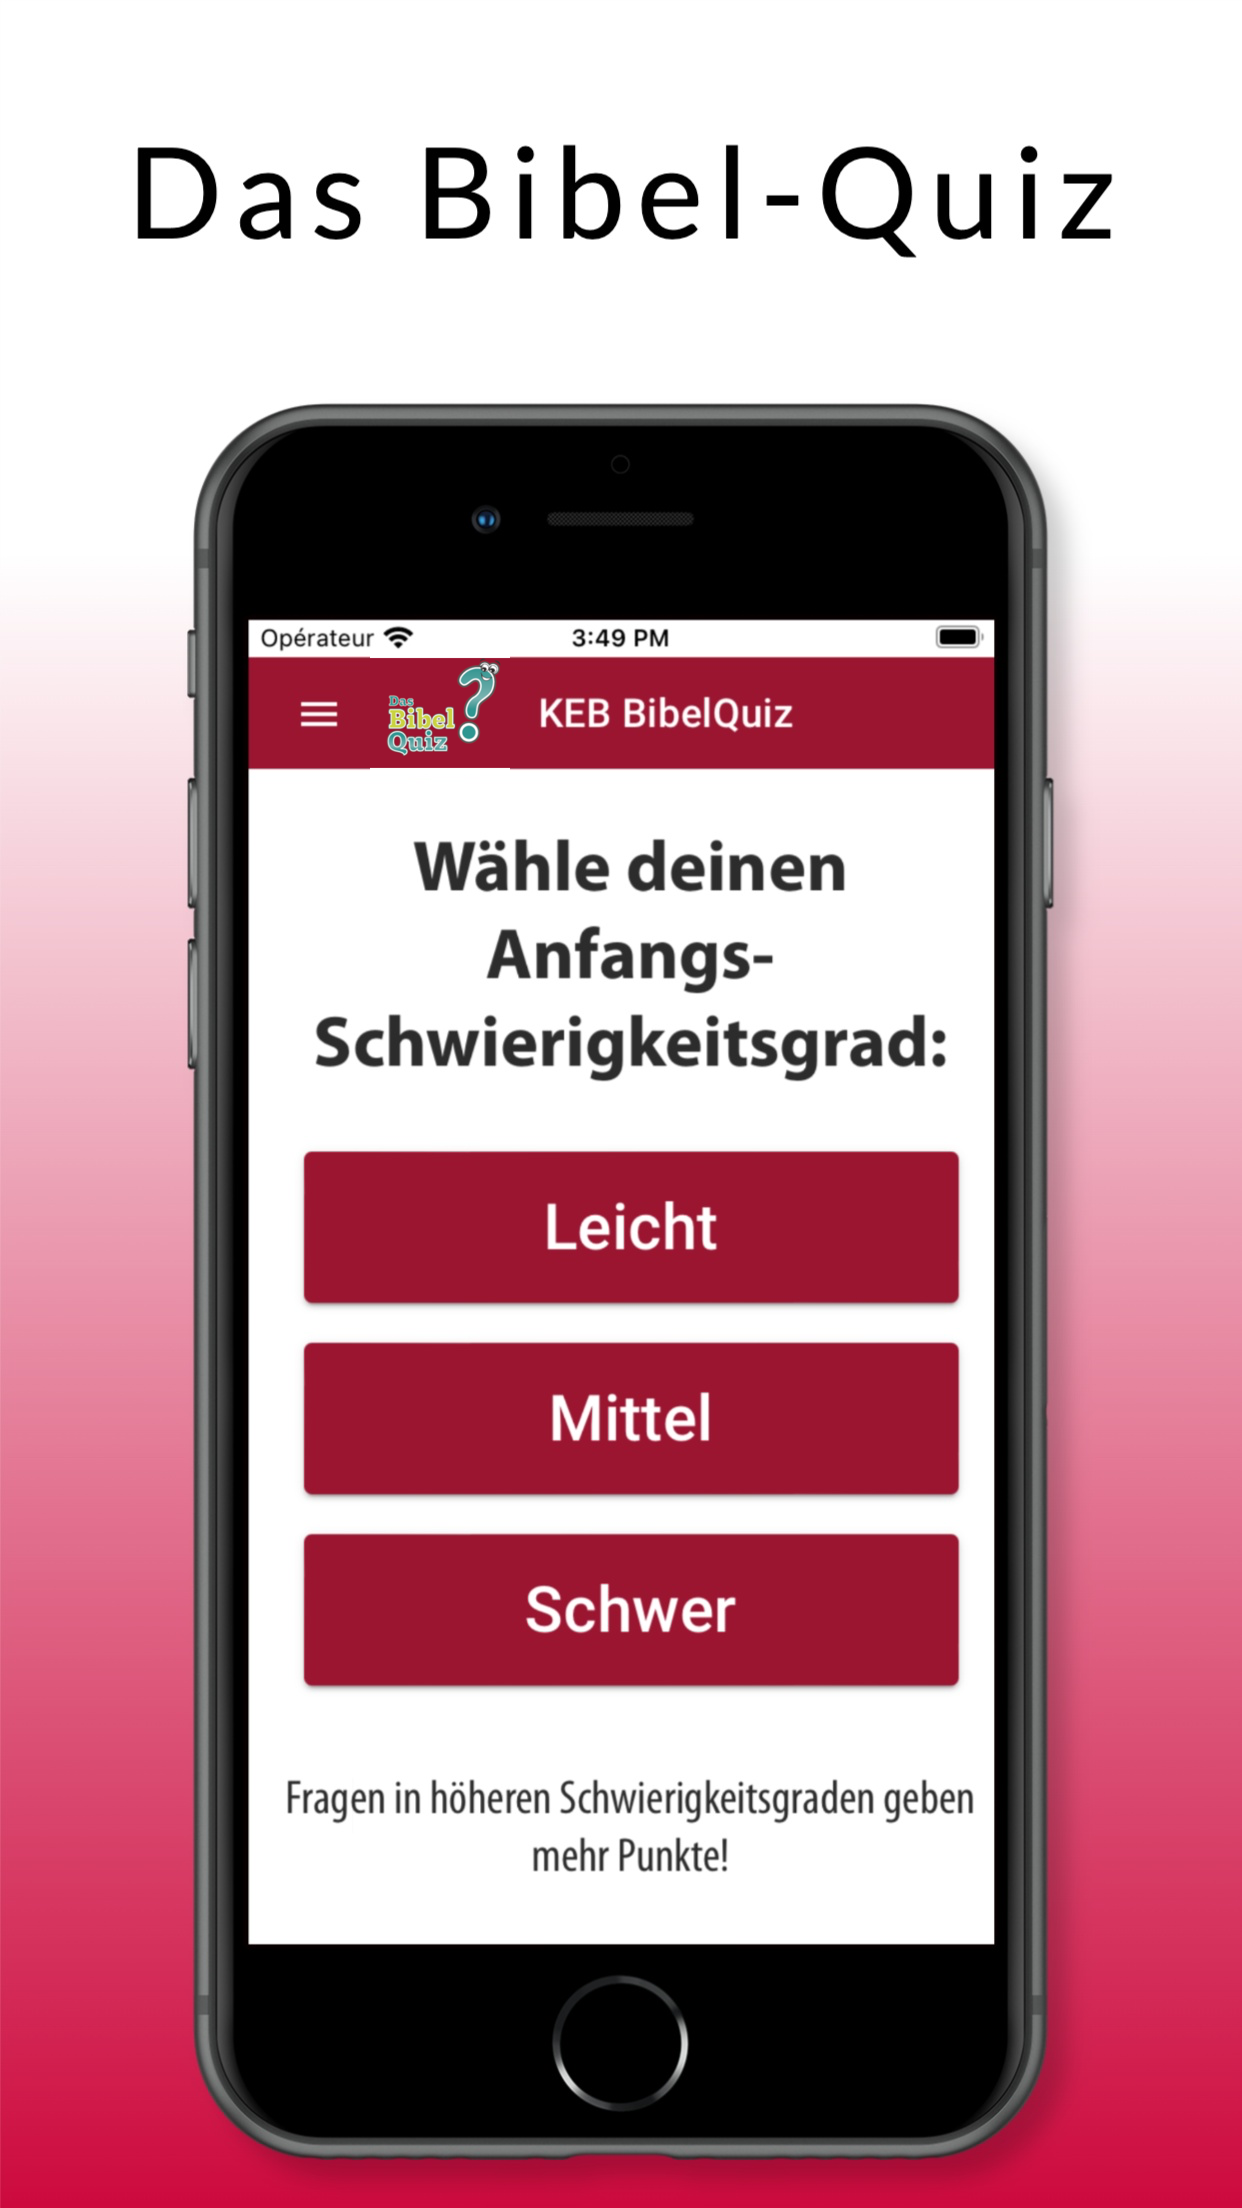 Das Bibel-Quiz
Opérateur 3:49 PM
Das
Bibel
Quiz
?
KEB BibelQuiz
Wähle deinen
Anfangs-
Schwierigkeitsgrad:
Leicht
Mittel
Schwer
Fragen in höheren Schwierigkeitsgraden geben
mehr Punkte!